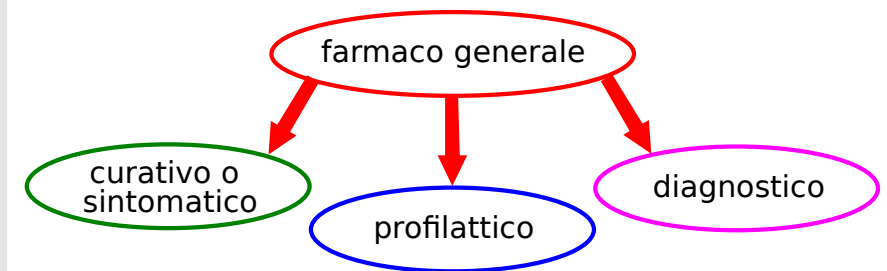 farmaco generale
curativo o
sintomatico
profilattico
diagnostico